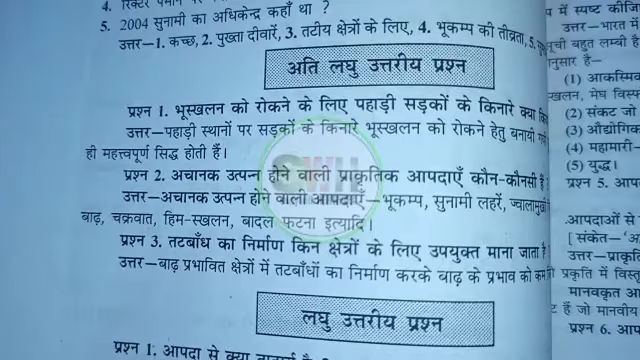 4. रिक्टर पैमाने पर
5. 2004 सुनामी का अधिकेन्द्र कहाँ था ?
उत्तर—1. कच्छ, 2. पुख्ता दीवारें, 3. तटीय क्षेत्रों के लिए, 4. भूकम्प की तीव्रता, 5.
अति लघु उत्तरीय प्रश्न
प्रश्न 1. भूस्खलन को रोकने के लिए पहाड़ी सड़कों के किनारे क्या
उत्तर—पहाड़ी स्थानों पर सड़कों के किनारे भूस्खलन को रोकने हेतु बनायी
ही महत्त्वपूर्ण सिद्ध होती हैं।
प्रश्न 2. अचानक उत्पन्न होने वाली प्राकृतिक आपदाएँ कौन-कौनसी हैं
उत्तर—अचानक उत्पन्न होने वाली आपदाएँ—भूकम्प, सुनामी लहरें, ज्वालामुखी
बाढ़, चक्रवात, हिम-स्खलन, बादल फटना इत्यादि।
प्रश्न 3. तटबाँध का निर्माण किन क्षेत्रों के लिए उपयुक्त माना जाता है
उत्तर—बाढ़ प्रभावित क्षेत्रों में तटबाँधों का निर्माण करके बाढ़ के प्रभाव को कम
लघु उत्तरीय प्रश्न
प्रश्न 1. आपदा से क्या
में स्पष्ट कीजि
उत्तर—भारत में
सूची बहुत लम्बी है
नुसार है—
(1) आकस्मिक
स्खलन, मेघ विस्फ
(2) संकट जो
(3) औद्योगिक
(4) महामारी—
(5) युद्ध।
प्रश्न 5. आप
आपदाओं से
[संकेत—'अ
उत्तर—प्राकृति
प्रकृति में विस्तृ
मानवकृत आ
हैं जो मानवीय
प्रश्न 6. आप